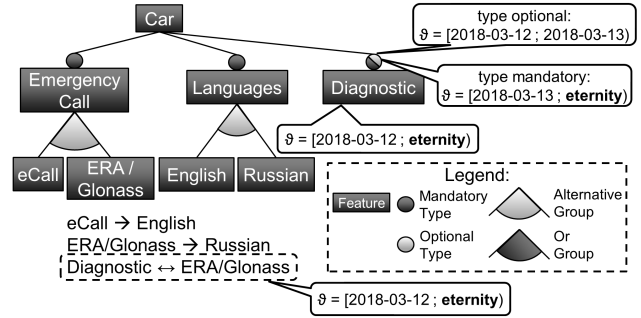 Car
type optional:
ϑ = [2018-03-12 ; 2018-03-13)
type mandatory:
ϑ = [2018-03-13 ; eternity)
Emergency
Call
Languages
Diagnostic
ϑ = [2018-03-12 ; eternity)
eCall
ERA /
Glonass
English
Russian
Legend:
Feature
Mandatory
Type
Alternative
Group
Optional
Type
Or
Group
eCall → English
ERA/Glonass → Russian
Diagnostic ↔ ERA/Glonass
ϑ = [2018-03-12 ; eternity)